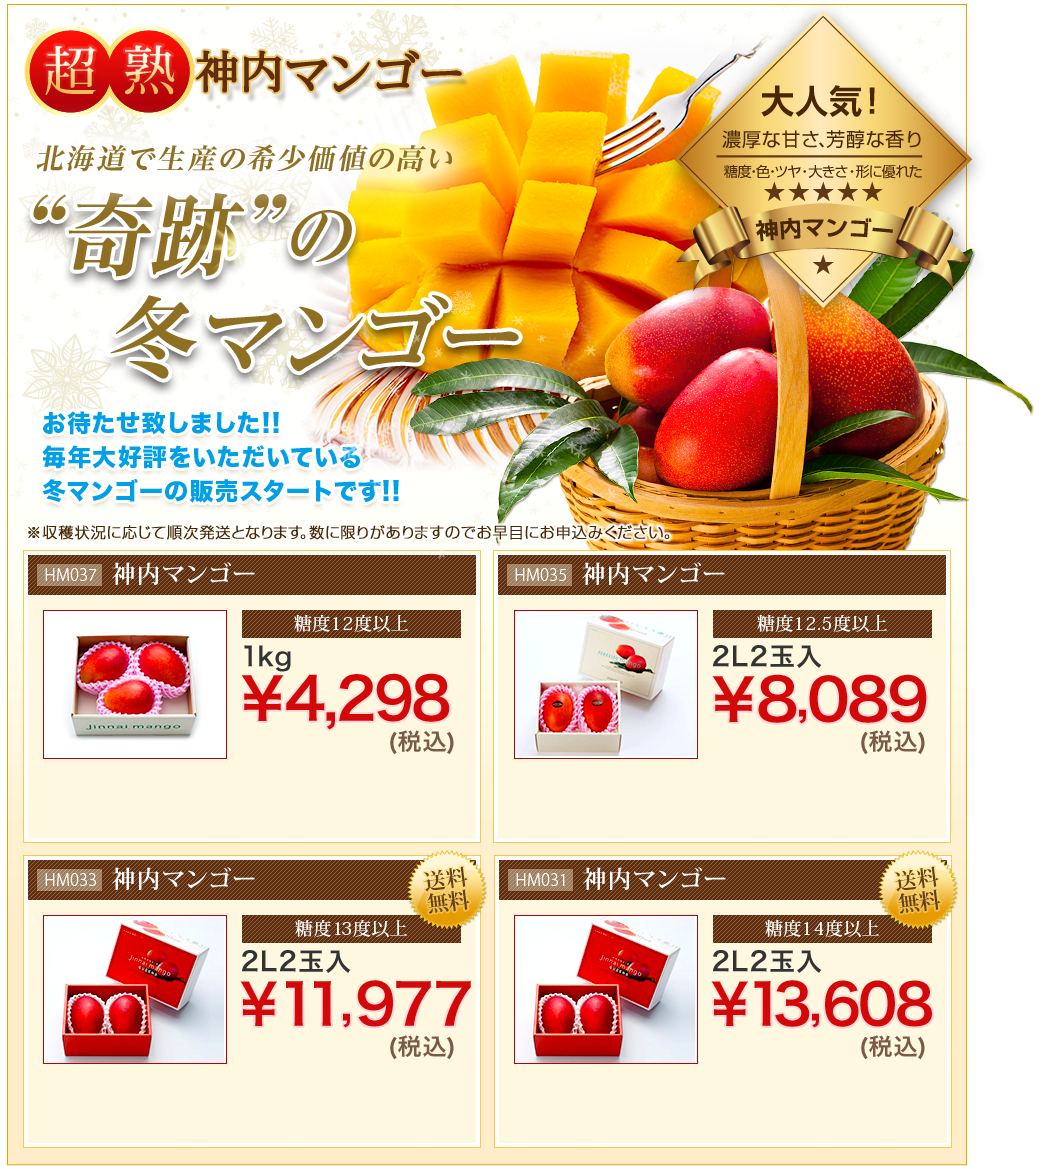 超熟神内マンゴー
北海道で生産の希少価値の高い
“奇跡”の
冬マンゴー
お待たせ致しました!!
毎年大好評をいただいている
冬マンゴーの販売スタートです!!
※収穫状況に応じて順次発送となります。数に限りがありますのでお早目にお申込みください。
大人気!
濃厚な甘さ、芳醇な香り
糖度・色・ツヤ・大きさ・形に優れた
★★★★★
神内マンゴー
★
HM037 神内マンゴー
糖度12度以上
1kg
¥4,298
(税込)
jinnai mango
HM035 神内マンゴー
糖度12.5度以上
2L2玉入
¥8,089
(税込)
HM033 神内マンゴー
送料
無料
糖度13度以上
2L2玉入
¥11,977
(税込)
jinnai mango
HM031 神内マンゴー
送料
無料
糖度14度以上
2L2玉入
¥13,608
(税込)
jinnai mango